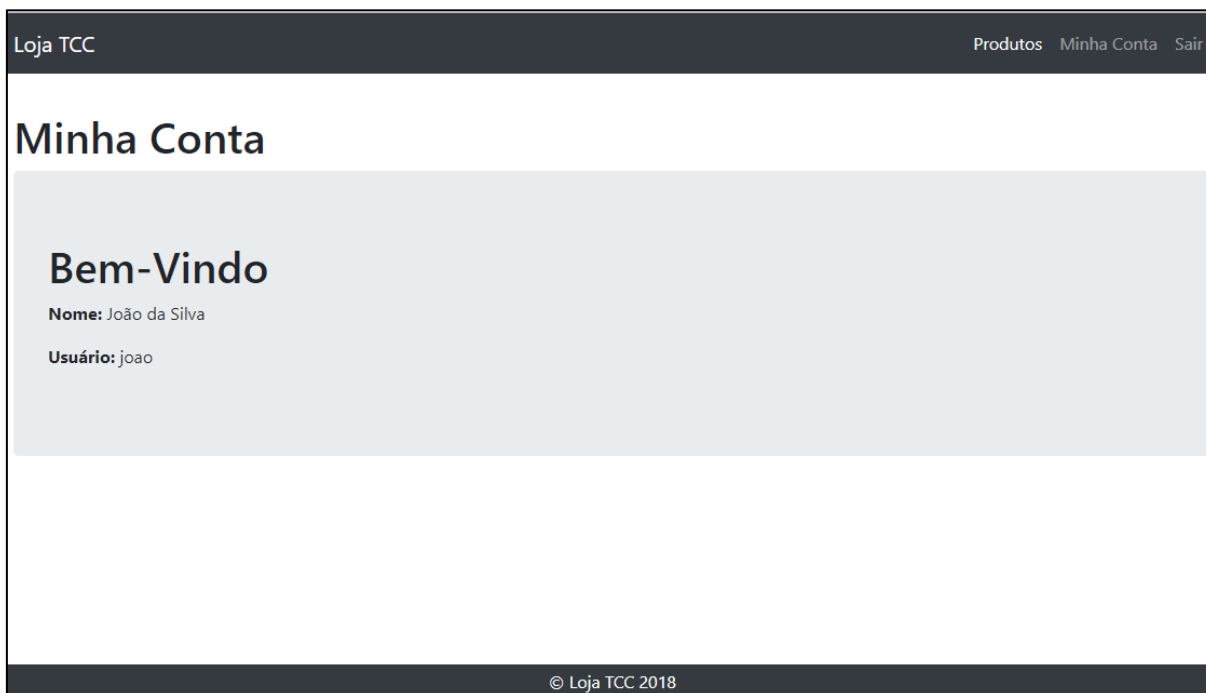 Loja TCC
Produtos Minha Conta Sair
Minha Conta
Bem-Vindo
Nome: João da Silva
Usuário: joao
© Loja TCC 2018